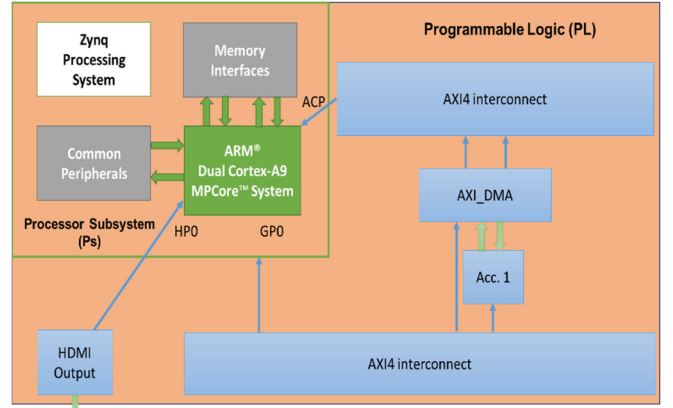 Zynq
Processing
System
Memory
Interfaces
Programmable Logic (PL)
ACP
AXI4 interconnect
Common
Peripherals
ARM®
Dual Cortex-A9
MPCore™ System
AXI_DMA
Processor Subsystem
(Ps)
HP0
GP0
Acc. 1
HDMI
Output
AXI4 interconnect